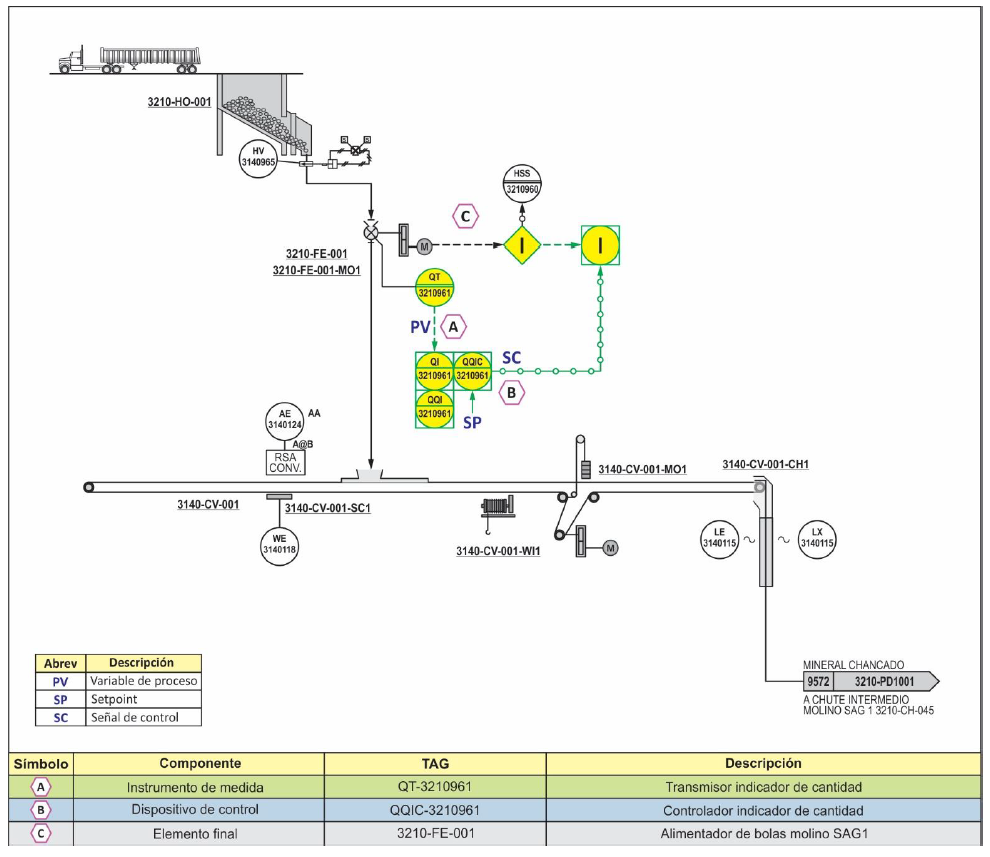 3210-HO-001
HV
3140965
S
S
HSS
3210960
C
I
I
M
3210-FE-001
3210-FE-001-MO1
QT
3210961
PV
A
QI
3210961
QQIC
3210961
SC
B
QQI
3210961
SP
AE
3140124
AA
A@B
RSA
CONV.
3140-CV-001-MO1
3140-CV-001-CH1
3140-CV-001
3140-CV-001-SC1
WE
3140118
3140-CV-001-WI1
M
LE
3140115
LX
3140115
MINERAL CHANCADO
9572 3210-PD1001
A CHUTE INTERMEDIO
MOLINO SAG 1 3210-CH-045
Abrev Descripción
PV Variable de proceso
SP Setpoint
SC Señal de control
Símbolo Componente TAG Descripción
A Instrumento de medida QT-3210961 Transmisor indicador de cantidad
B Dispositivo de control QQIC-3210961 Controlador indicador de cantidad
C Elemento final 3210-FE-001 Alimentador de bolas molino SAG1